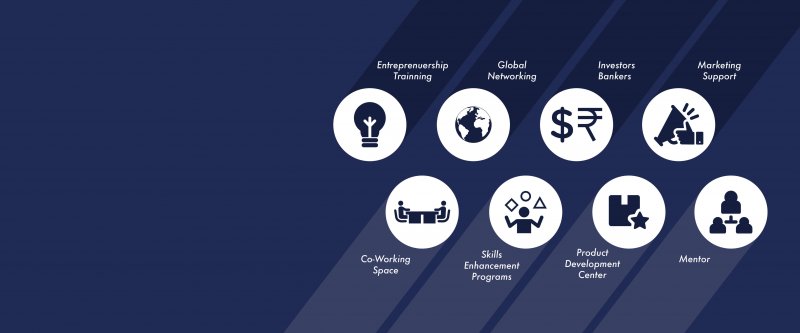 Entreprenuership
Trainning
Global
Networking
Investors
Bankers
Marketing
Support
Co-Working
Space
Skills
Enhancement
Programs
Product
Development
Center
Mentor